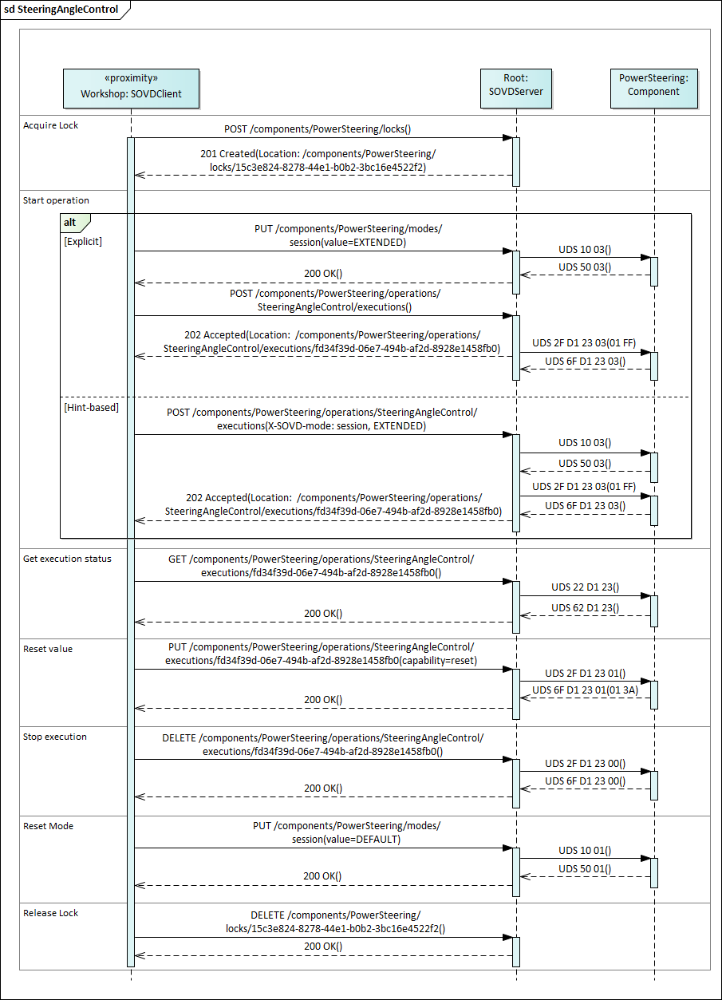 sd SteeringAngleControl
«proximity»
Workshop: SOVDClient
Root:
SOVDServer
PowerSteering:
Component
Acquire Lock
POST /components/PowerSteering/locks()
201 Created(Location: /components/PowerSteering/
locks/15c3e824-8278-44e1-b0b2-3bc16e4522f2)
Start operation
alt
[Explicit]
PUT /components/PowerSteering/modes/
session(value=EXTENDED)
UDS 10 03()
UDS 50 03()
200 OK()
POST /components/PowerSteering/operations/
SteeringAngleControl/executions()
202 Accepted(Location:  /components/PowerSteering/operations/
SteeringAngleControl/executions/fd34f39d-06e7-494b-af2d-8928e1458fb0)
UDS 2F D1 23 03(01 FF)
UDS 6F D1 23 03()
[Hint-based]
POST /components/PowerSteering/operations/SteeringAngleControl/
executions(X-SOVD-mode: session, EXTENDED)
UDS 10 03()
UDS 50 03()
UDS 2F D1 23 03(01 FF)
202 Accepted(Location:  /components/PowerSteering/operations/
SteeringAngleControl/executions/fd34f39d-06e7-494b-af2d-8928e1458fb0)
UDS 6F D1 23 03()
Get execution status
GET /components/PowerSteering/operations/SteeringAngleControl/
executions/fd34f39d-06e7-494b-af2d-8928e1458fb0()
UDS 22 D1 23()
UDS 62 D1 23()
200 OK()
Reset value
PUT /components/PowerSteering/operations/SteeringAngleControl/
executions/fd34f39d-06e7-494b-af2d-8928e1458fb0(capability=reset)
UDS 2F D1 23 01()
UDS 6F D1 23 01(01 3A)
200 OK()
Stop execution
DELETE /components/PowerSteering/operations/SteeringAngleControl/
executions/fd34f39d-06e7-494b-af2d-8928e1458fb0()
UDS 2F D1 23 00()
UDS 6F D1 23 00()
200 OK()
Reset Mode
PUT /components/PowerSteering/modes/
session(value=DEFAULT)
UDS 10 01()
UDS 50 01()
200 OK()
Release Lock
DELETE /components/PowerSteering/
locks/15c3e824-8278-44e1-b0b2-3bc16e4522f2()
200 OK()